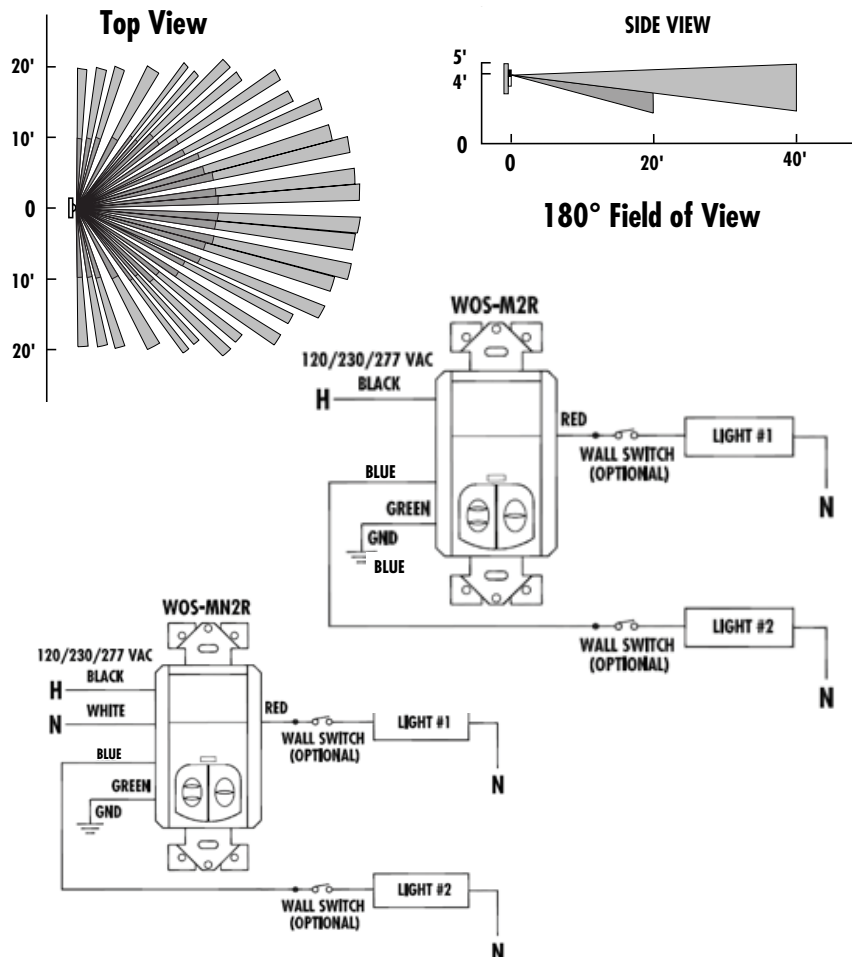 Top View
20'
10'
0
10'
20'
SIDE VIEW
5'
4'
0
0
20'
40'
180° Field of View
WOS-M2R
120/230/277 VAC
BLACK
H
RED
WALL SWITCH
(OPTIONAL)
LIGHT #1
N
BLUE
GREEN
GND
BLUE
WALL SWITCH
(OPTIONAL)
LIGHT #2
N
WOS-MN2R
120/230/277 VAC
BLACK
H
WHITE
N
RED
WALL SWITCH
(OPTIONAL)
LIGHT #1
N
BLUE
GREEN
GND
WALL SWITCH
(OPTIONAL)
LIGHT #2
N